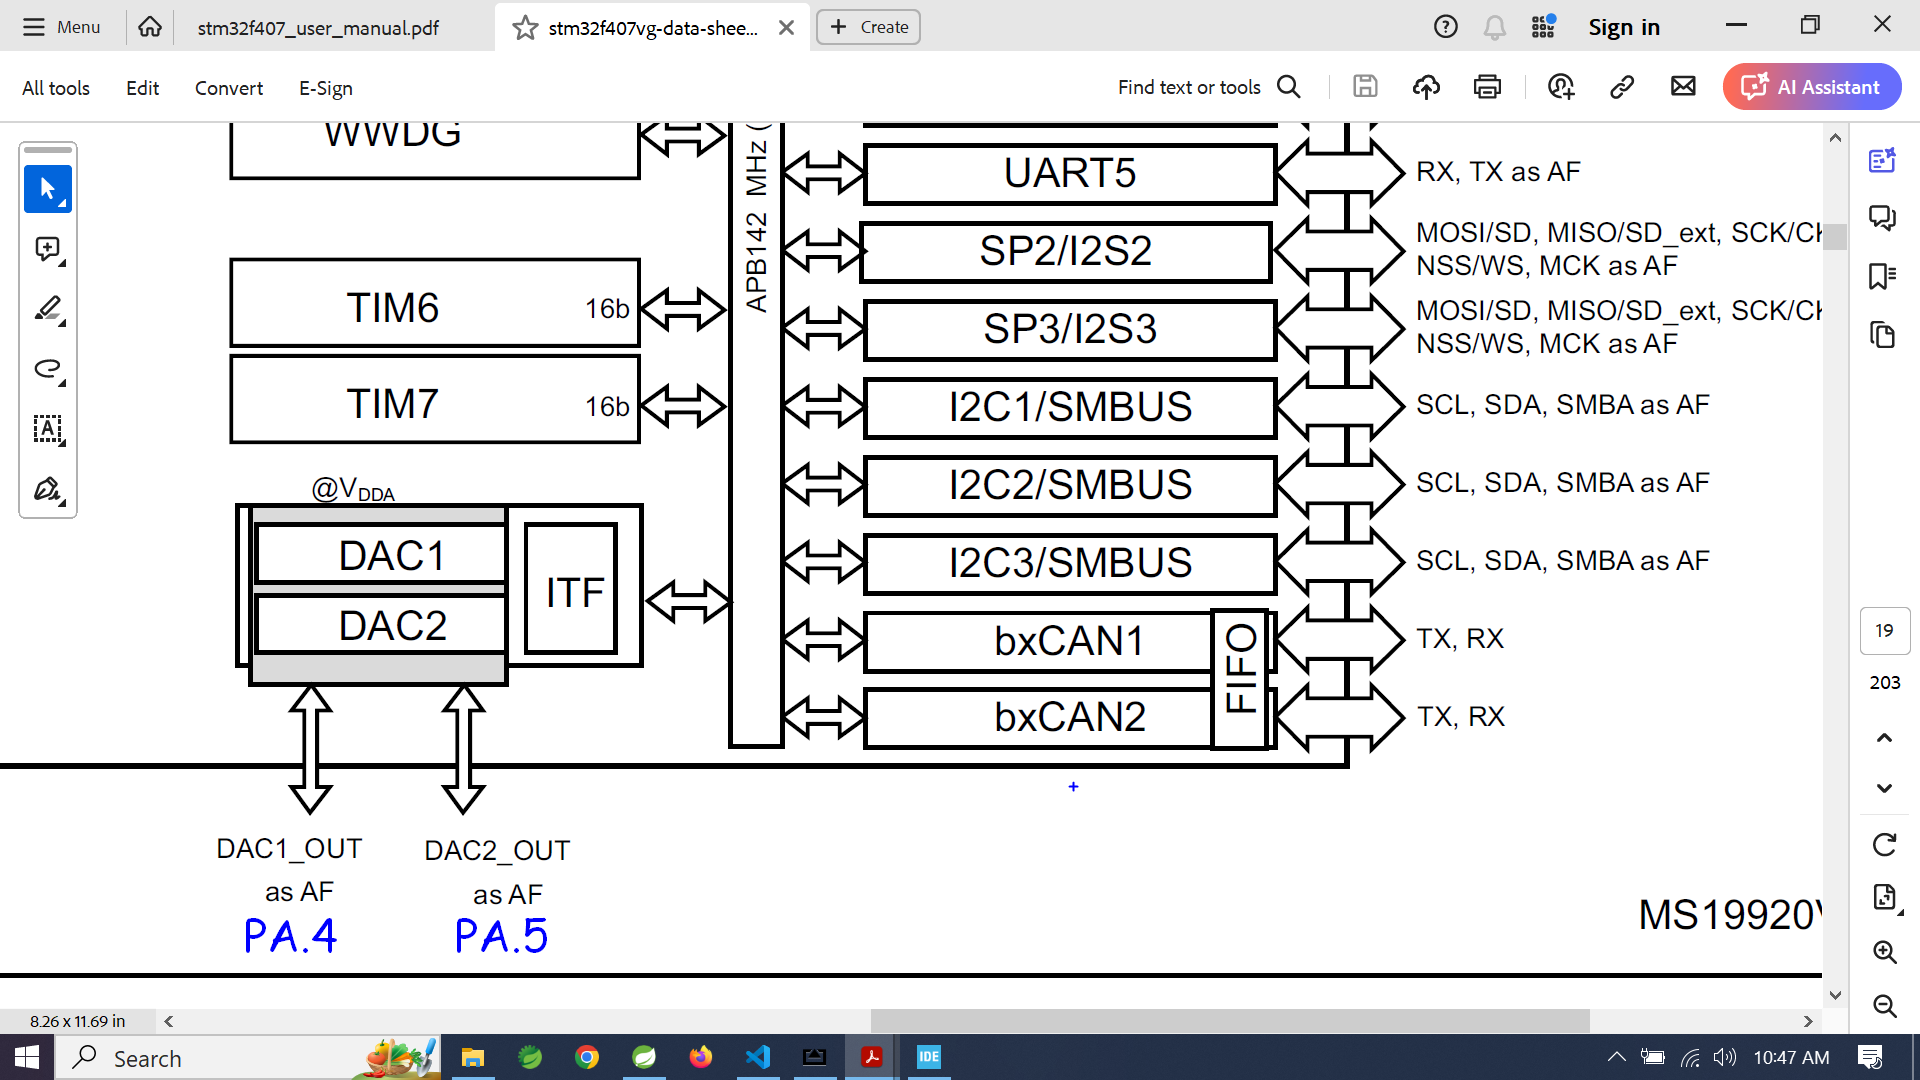 Menu
stm32f407_user_manual.pdf
stm32f407vg-data-shee...
Create
Sign in
All tools
Edit
Convert
E-Sign
Find text or tools
AI Assistant
WWDG
APB142 MHz (
UART5
RX, TX as AF
SP2/I2S2
MOSI/SD, MISO/SD_ext, SCK/CK
NSS/WS, MCK as AF
TIM6 16b
SP3/I2S3
MOSI/SD, MISO/SD_ext, SCK/CK
NSS/WS, MCK as AF
TIM7 16b
I2C1/SMBUS
SCL, SDA, SMBA as AF
I2C2/SMBUS
SCL, SDA, SMBA as AF
@VDDA
DAC1
DAC2
ITF
I2C3/SMBUS
SCL, SDA, SMBA as AF
bxCAN1
TX, RX
bxCAN2
TX, RX
FIFO
DAC1_OUT
as AF
PA.4
DAC2_OUT
as AF
PA.5
MS19920V
19
203
8.26 x 11.69 in
Search
IDE
10:47 AM